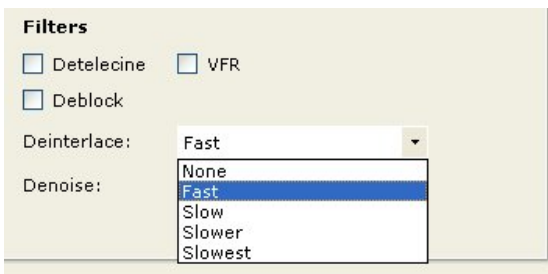 Filters
Detelecine VFR
Deblock
Deinterlace: Fast
None
Denoise: Fast
Slow
Slower
Slowest